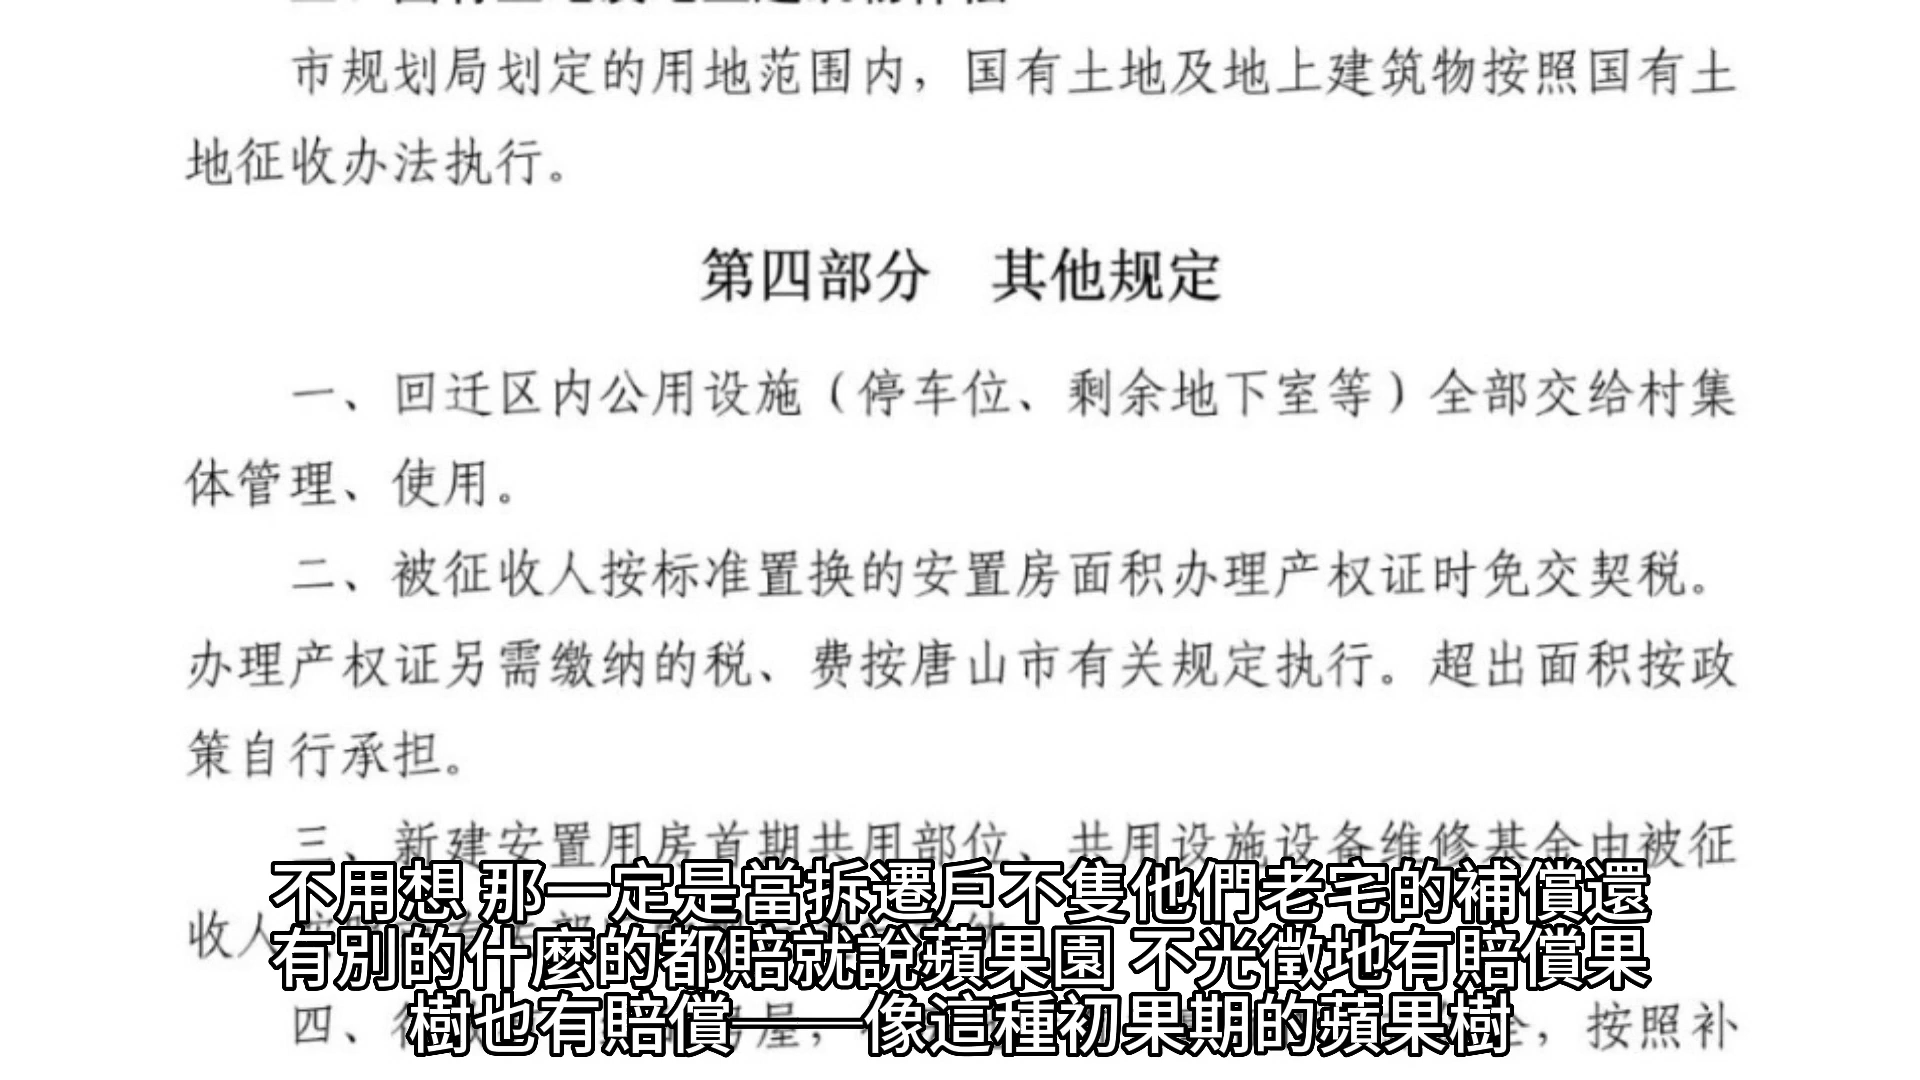 市规划局划定的用地范围内，国有土地及地上建筑物按照国有土
地征收办法执行。
第四部分　其他规定
一、回迁区内公用设施（停车位、剩余地下室等）全部交给村集
体管理、使用。
二、被征收人按标准置换的安置房面积办理产权证时免交契税。
办理产权证另需缴纳的税、费按唐山市有关规定执行。超出面积按政
策自行承担。
三、新建安置用房首期共用部位、共用设施设备维修基金由被征
收人
四、
，按照补
不用想 那一定是當拆遷戶不隻他們老宅的補償還
有別的什麼的都賠就說蘋果園 不光徵地有賠償果
樹也有賠償——像這種初果期的蘋果樹